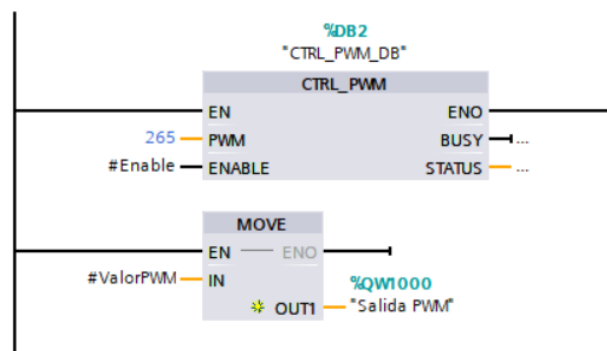 %DB2
"CTRL_PWM_DB"
CTRL_PWM
EN ENO
265 PWM BUSY ...
#Enable ENABLE STATUS ...
MOVE
EN ENO
#ValorPWM IN %QW1000
OUT1 "Salida PWM"